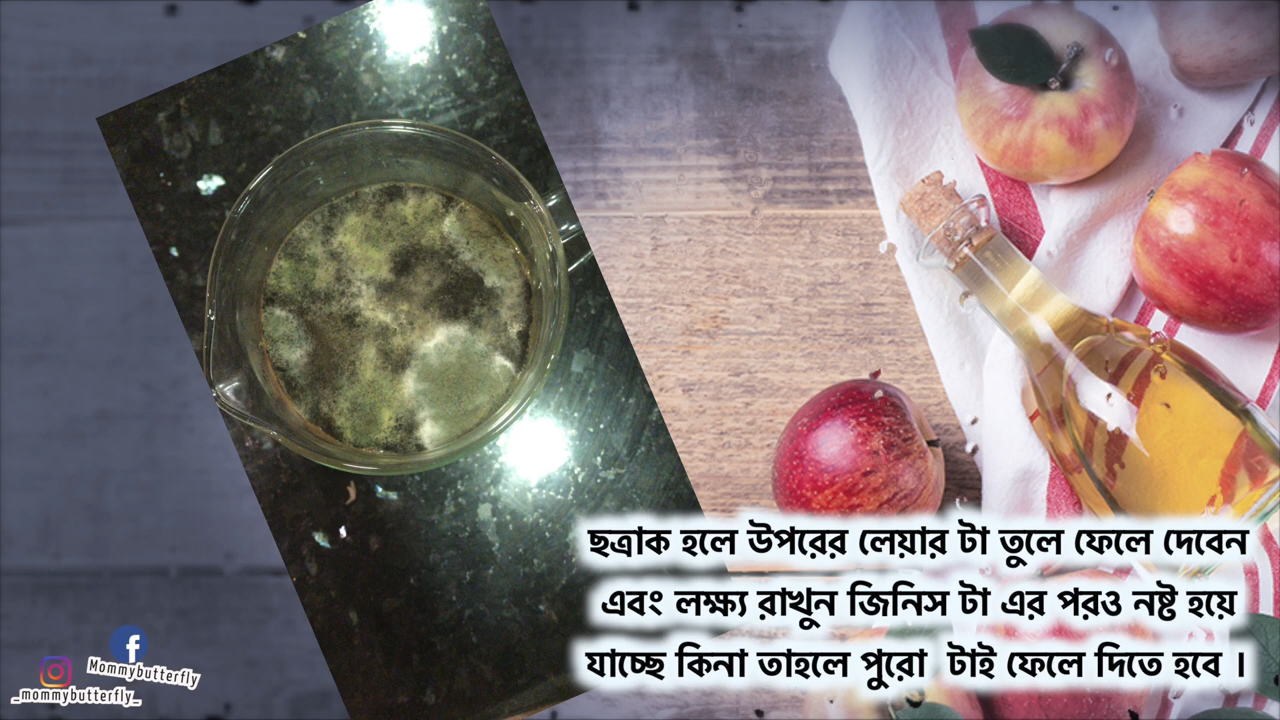 ছত্রাক হলে উপরের লেয়ার টা তুলে ফেলে দেবেন
এবং লক্ষ্য রাখুন জিনিস টা এর পরও নষ্ট হয়ে
যাচ্ছে কিনা তাহলে পুরো টাই ফেলে দিতে হবে ।
Mommybutterfly
_mommybutterfly_